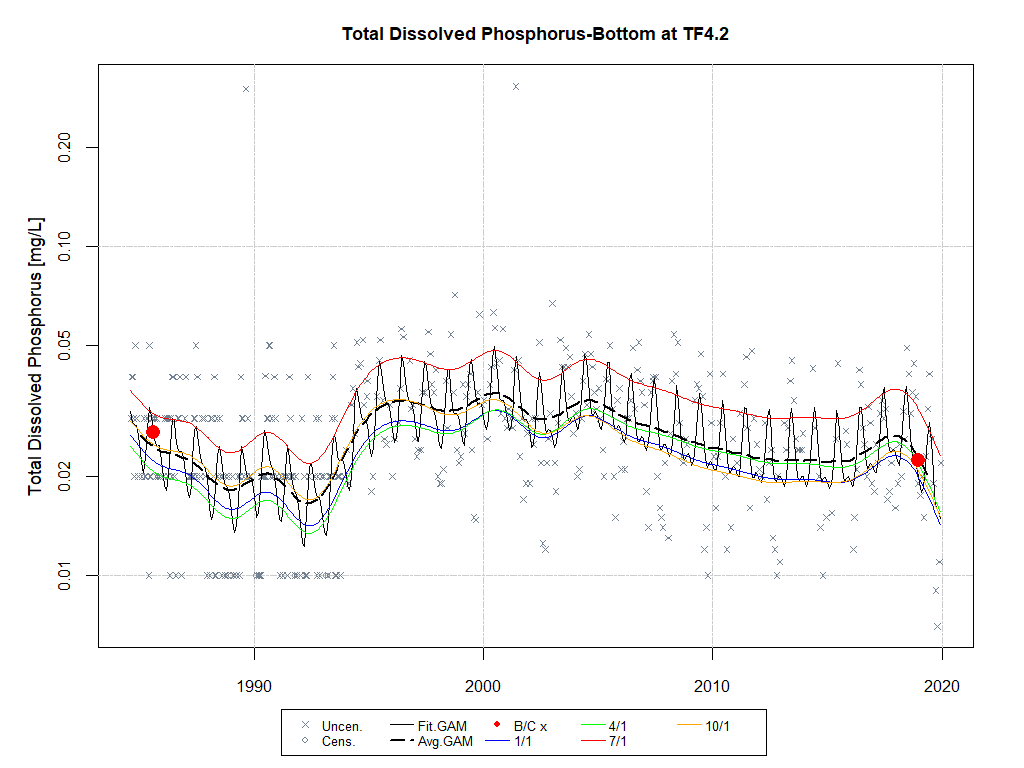 Total Dissolved Phosphorus-Bottom at TF4.2
Total Dissolved Phosphorus [mg/L]
0.20
0.10
0.05
0.02
0.01
1990 2000 2010 2020
Uncen. Fit.GAM B/C x 4/1 10/1
Cens. Avg.GAM 1/1 7/1